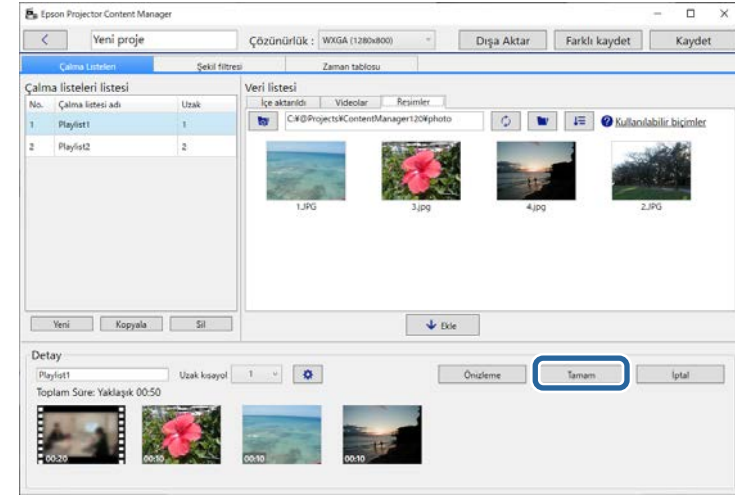 Epson Projector Content Manager
Yeni proje Çözünürlük : WXGA (1280x800) Dışa Aktar Farklı kaydet Kaydet
Çalma Listeleri Şekil filtresi Zaman tablosu
Çalma listeleri listesi
No. Çalma listesi adı Uzak
1 Playlist1 1
2 Playlist2 2
Yeni Kopyala Sil
Veri listesi
İçe aktarıldı Videolar Resimler
C:¥@Projects¥ContentManager120¥photo Kullanılabilir biçimler
1.JPG 3.jpg 4.jpg 2.JPG
Ekle
Detay
Playlist1 Uzak kısayol 1 Önizleme Tamam İptal
Toplam Süre: Yaklaşık 00:50
00:20 00:10 00:10 00:10